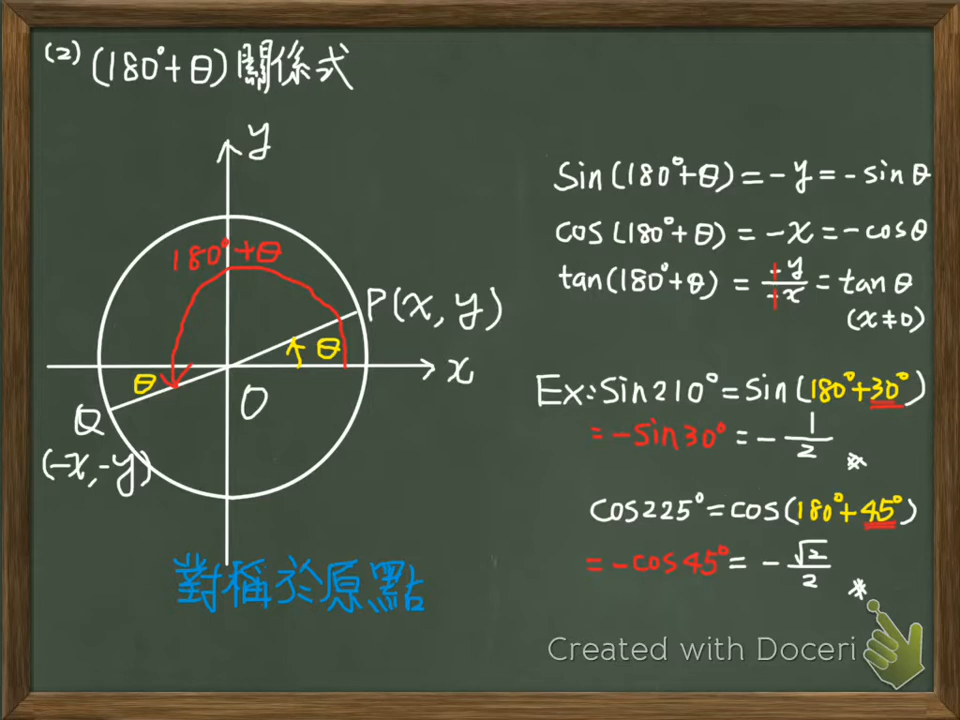 (2) (180°+θ)關係式
y
180°+θ
P(x, y)
θ
x
θ
O
Q
(-x,-y)
對稱於原點
Sin(180°+θ)=-y=-sinθ
cos(180°+θ)=-x=-cosθ
tan(180°+θ)=-y/-x=tanθ
(x≠0)
Ex:Sin210°=Sin(180°+30°)
=-Sin30°=-1/2 *
cos225°=cos(180°+45°)
=-cos45°=-√2/2 *
Created with Doceri